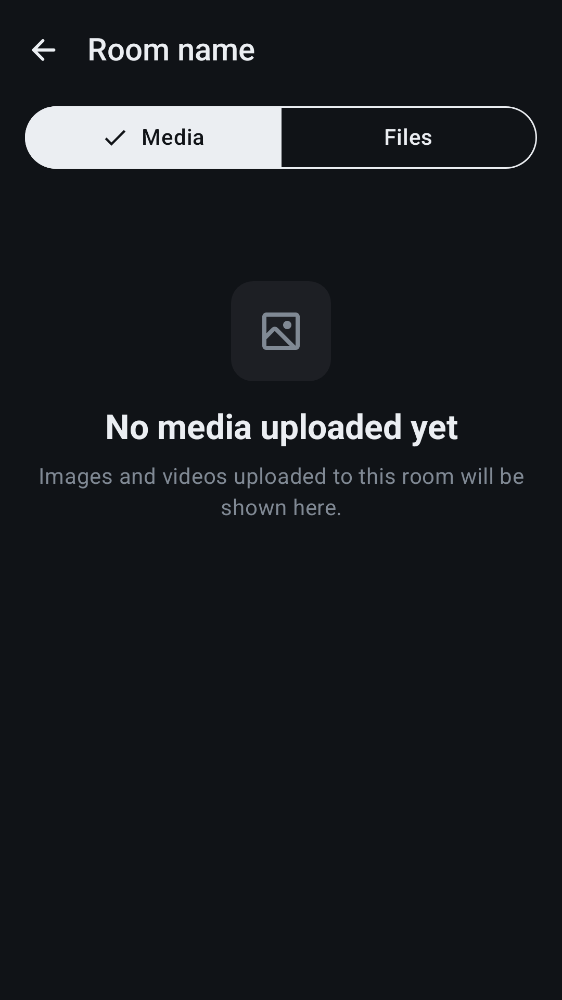 Room name
Media
Files
No media uploaded yet
Images and videos uploaded to this room will be
shown here.